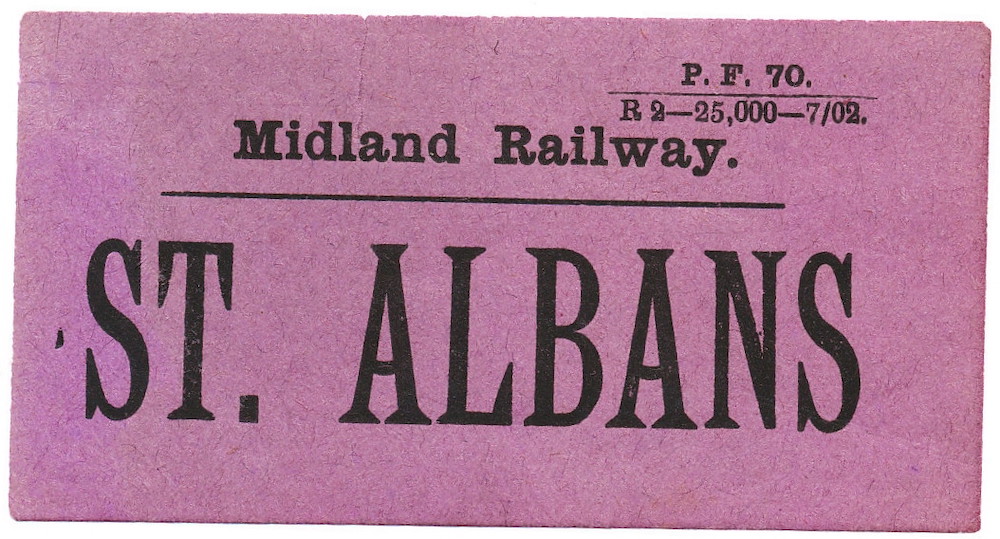 P. F. 70.
R 2—25,000—7/02.
Midland Railway.
ST. ALBANS